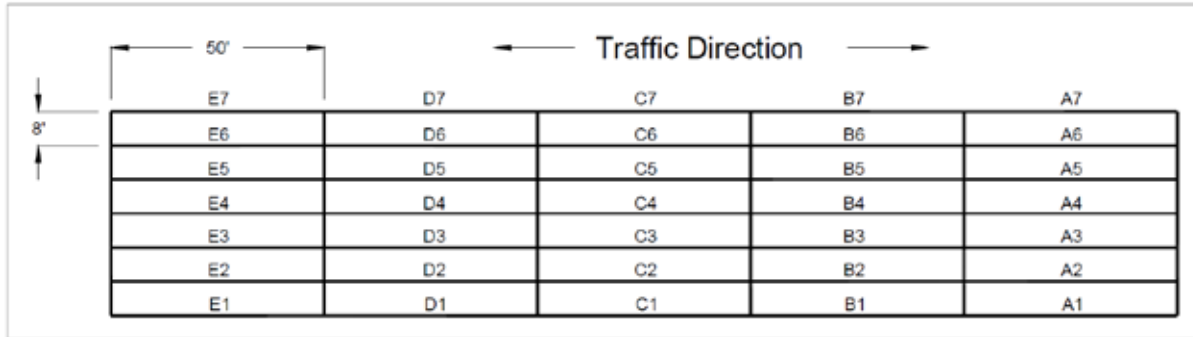 50' Traffic Direction
E7 D7 C7 B7 A7
8'
E6 D6 C6 B6 A6
E5 D5 C5 B5 A5
E4 D4 C4 B4 A4
E3 D3 C3 B3 A3
E2 D2 C2 B2 A2
E1 D1 C1 B1 A1